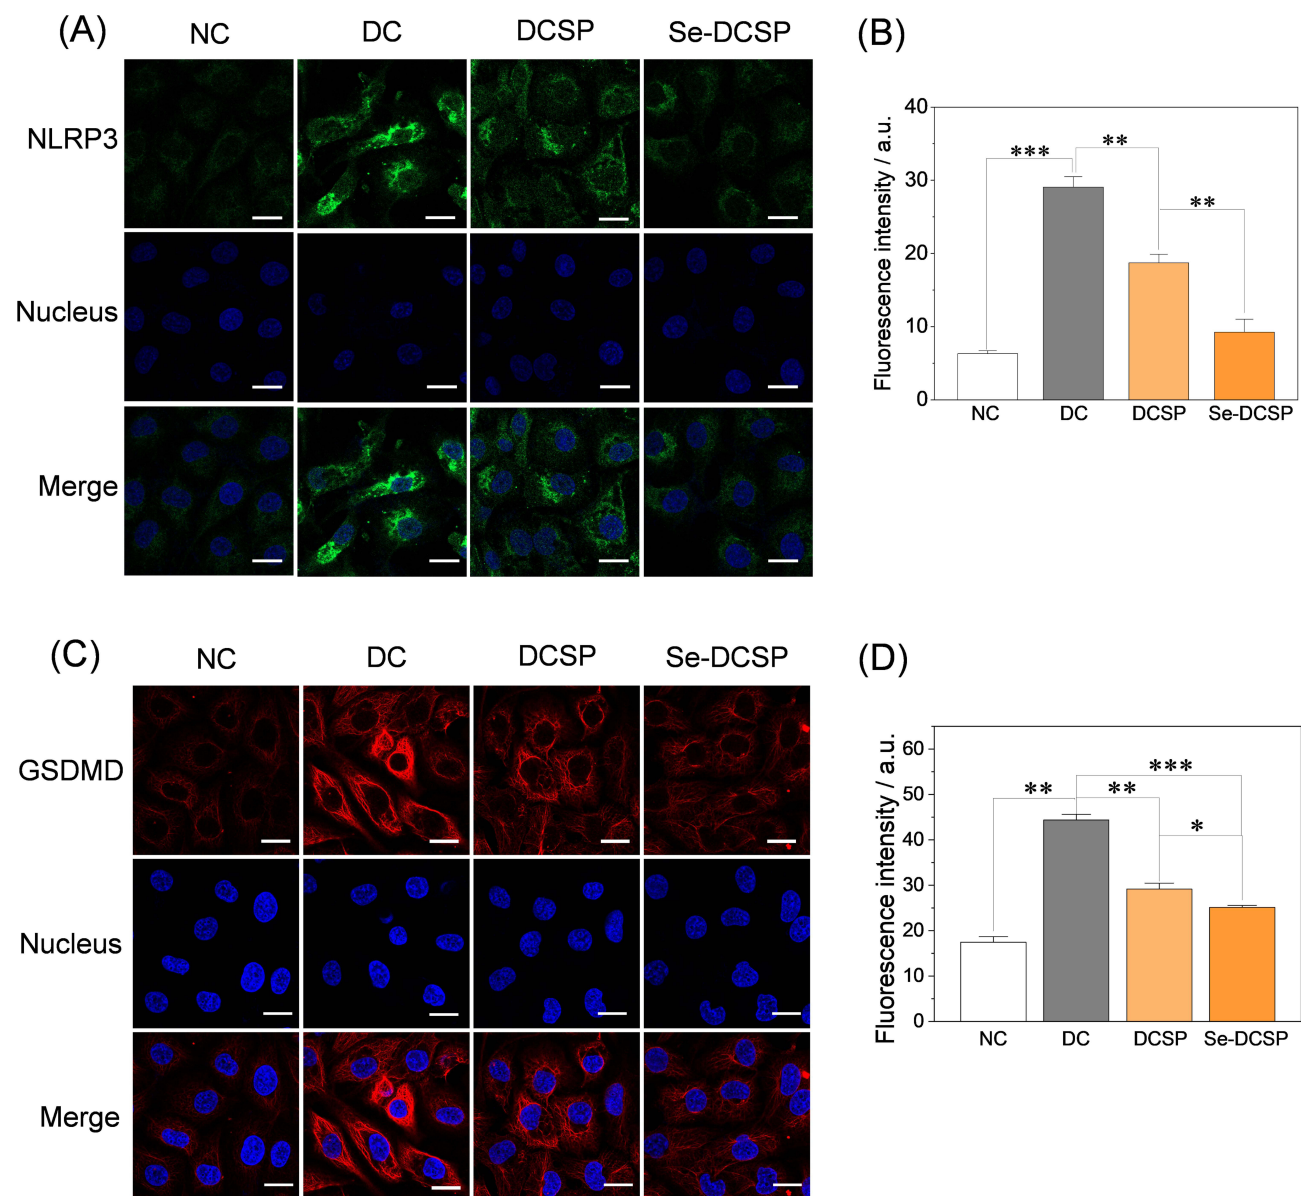 (A)
NC DC DCSP Se-DCSP
NLRP3
Nucleus
Merge
(B)
Fluorescence intensity / a.u.
40
30
20
10
0
*** ** **
NC DC DCSP Se-DCSP
(C)
NC DC DCSP Se-DCSP
GSDMD
Nucleus
Merge
(D)
Fluorescence intensity / a.u.
60
50
40
30
20
10
0
***
** **
*
NC DC DCSP Se-DCSP